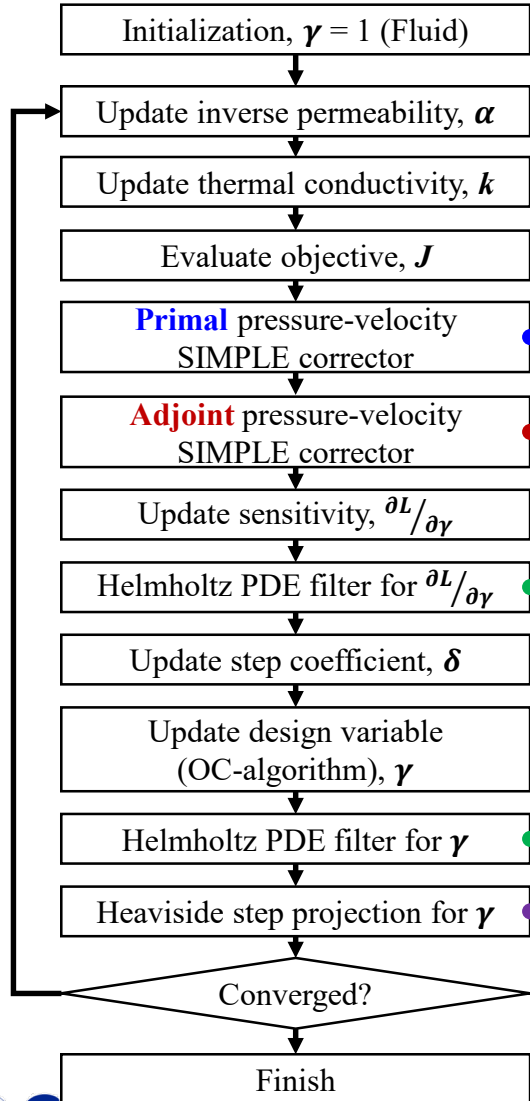 Initialization, γ = 1 (Fluid)
Update inverse permeability, α
Update thermal conductivity, k
Evaluate objective, J
Primal pressure-velocity
SIMPLE corrector
Adjoint pressure-velocity
SIMPLE corrector
Update sensitivity, ∂L/∂γ
Helmholtz PDE filter for ∂L/∂γ
Update step coefficient, δ
Update design variable
(OC-algorithm), γ
Helmholtz PDE filter for γ
Heaviside step projection for γ
Converged?
Finish